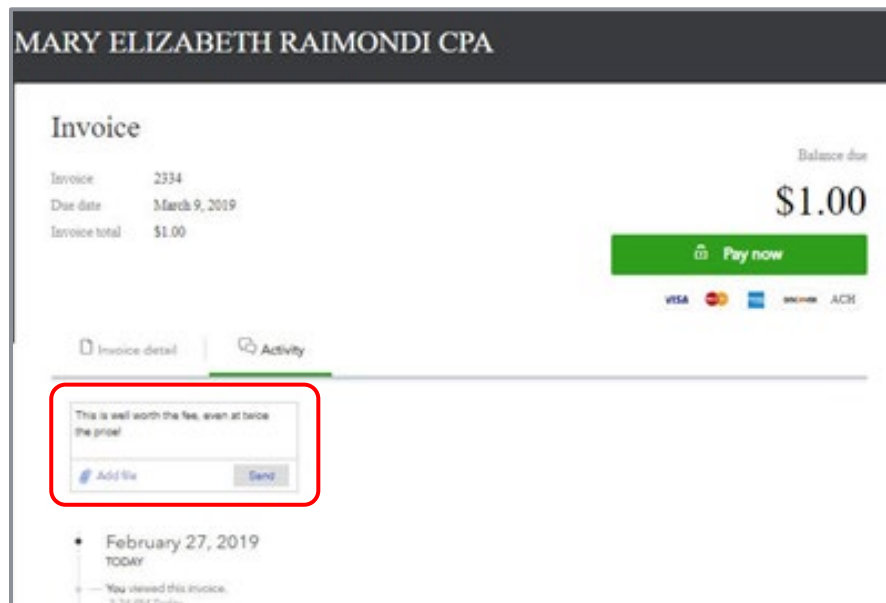 MARY ELIZABETH RAIMONDI CPA
Invoice
Balance due
Invoice 2334
$1.00
Due date March 9, 2019
Invoice total $1.00
Pay now
VISA DISCOVER ACH
Invoice detail Activity
This is well worth the fee, even at twice
the price!
Add file Send
February 27, 2019
TODAY
You viewed this invoice.